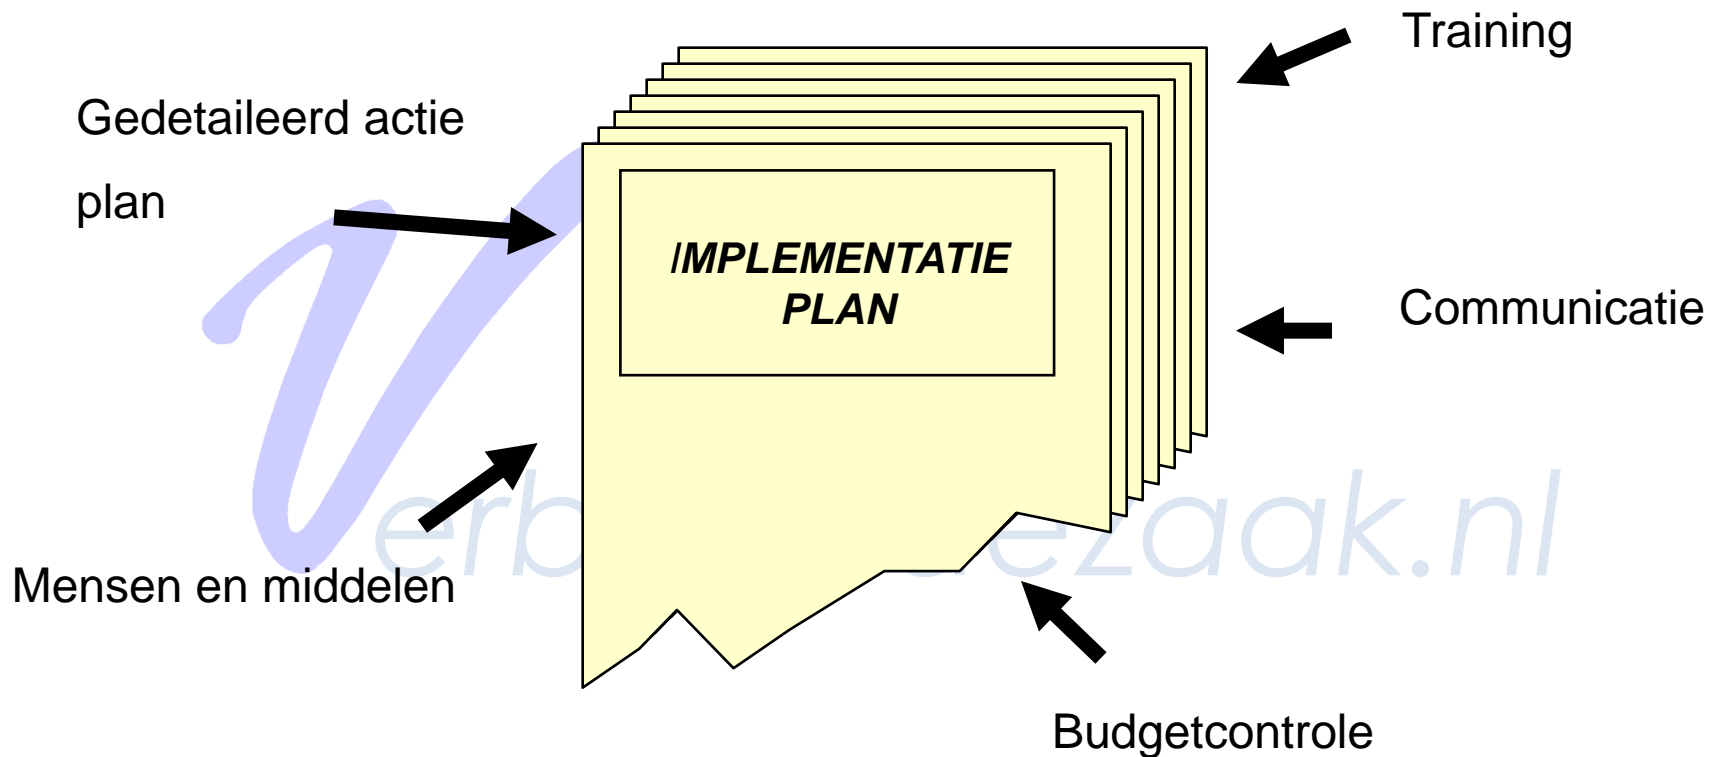 Training
Gedetaileerd actie
plan
IMPLEMENTATIE
PLAN
Communicatie
Mensen en middelen
Budgetcontrole